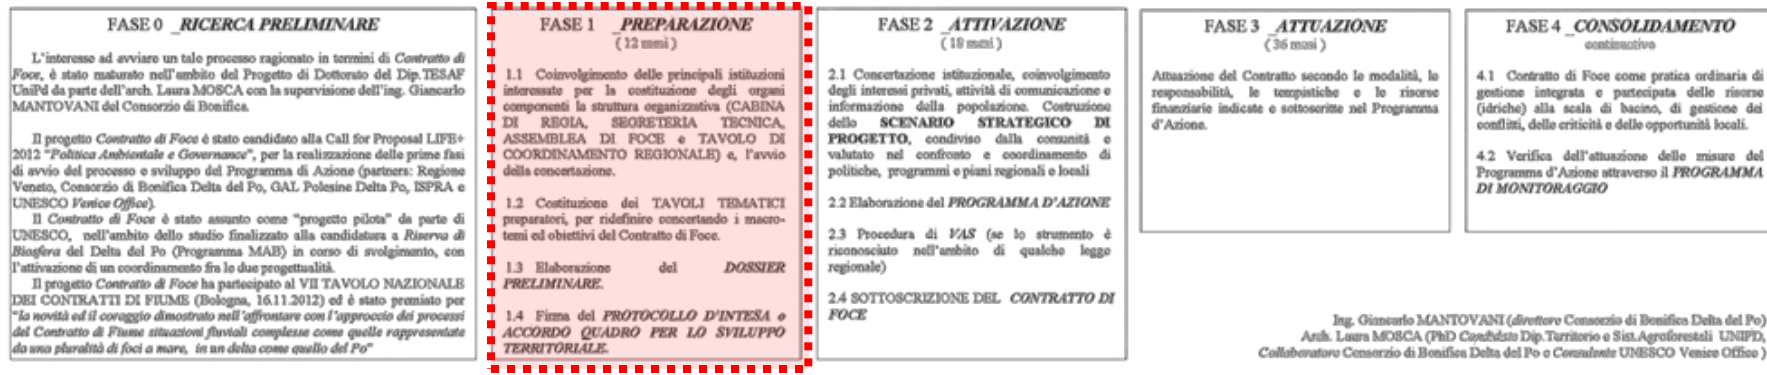 FASE 0 _RICERCA PRELIMINARE
L'interesse ad avviare un tale processo ragionato in termini di Contratto di
Foce, è stato maturato nell'ambito del Progetto di Dottorato del Dip.TESAF
UniPd da parte dell'arch. Laura MOSCA con la supervisione dell'ing. Giancarlo
MANTOVANI del Consorzio di Bonifica.
Il progetto Contratto di Foce è stato candidato alla Call for Proposal LIFE+
2012 "Politica Ambientale e Governance", per la realizzazione delle prime fasi
di avvio del processo e sviluppo del Programma di Azione (partners: Regione
Veneto, Consorzio di Bonifica Delta del Po, GAL Polesine Delta Po, ISPRA e
UNESCO Venice Office).
Il Contratto di Foce è stato assunto come "progetto pilota" da parte di
UNESCO, nell'ambito dello studio finalizzato alla candidatura a Riserva di
Biosfera del Delta del Po (Programma MAB) in corso di svolgimento, con
l'attivazione di un coordinamento fra le due progettualità.
Il progetto Contratto di Foce ha partecipato al VII TAVOLO NAZIONALE
DEI CONTRATTI DI FIUME (Bologna, 16.11.2012) ed è stato premiato per
"la novità ed il coraggio dimostrato nell'affrontare con l'approccio dei processi
del Contratto di Fiume situazioni fluviali complesse come quelle rappresentate
da una pluralità di foci a mare, in un delta come quello del Po"
FASE 1 _PREPARAZIONE
(12 mesi)
1.1 Coinvolgimento delle principali istituzioni
interessate per la costituzione degli organi
componenti la struttura organizzativa (CABINA
DI REGIA, SEGRETERIA TECNICA,
ASSEMBLEA DI FOCE e TAVOLO DI
COORDINAMENTO REGIONALE) e, l'avvio
della concertazione.
1.2 Costituzione dei TAVOLI TEMATICI
preparatori, per ridefinire concertando i macro-
temi ed obiettivi del Contratto di Foce.
1.3 Elaborazione del DOSSIER
PRELIMINARE.
1.4 Firma del PROTOCOLLO D'INTESA o
ACCORDO QUADRO PER LO SVILUPPO
TERRITORIALE.
FASE 2 _ATTIVAZIONE
(18 mesi)
2.1 Concertazione istituzionale, coinvolgimento
degli interessi privati, attività di comunicazione e
informazione della popolazione. Costruzione
dello SCENARIO STRATEGICO DI
PROGETTO, condiviso dalla comunità e
valutato nel confronto e coordinamento di
politiche, programmi e piani regionali e locali
2.2 Elaborazione del PROGRAMMA D'AZIONE
2.3 Procedura di VAS (se lo strumento è
riconosciuto nell'ambito di qualche legge
regionale)
2.4 SOTTOSCRIZIONE DEL CONTRATTO DI
FOCE
FASE 3 _ATTUAZIONE
(36 mesi)
Attuazione del Contratto secondo le modalità, le
responsabilità, le tempistiche e le risorse
finanziarie indicate e sottoscritte nel Programma
d'Azione.
FASE 4 _CONSOLIDAMENTO
continuativo
4.1 Contratto di Foce come pratica ordinaria di
gestione integrata e partecipata delle risorse
(idriche) alla scala di bacino, di gestione dei
conflitti, delle criticità e delle opportunità locali.
4.2 Verifica dell'attuazione delle misure del
Programma d'Azione attraverso il PROGRAMMA
DI MONITORAGGIO
Ing. Giancarlo MANTOVANI (direttore Consorzio di Bonifica Delta del Po)
Arch. Laura MOSCA (PhD Candidate Dip.Territorio e Sist.Agroforestali UNIPD,
Collaboratore Consorzio di Bonifica Delta del Po e Consulente UNESCO Venice Office )